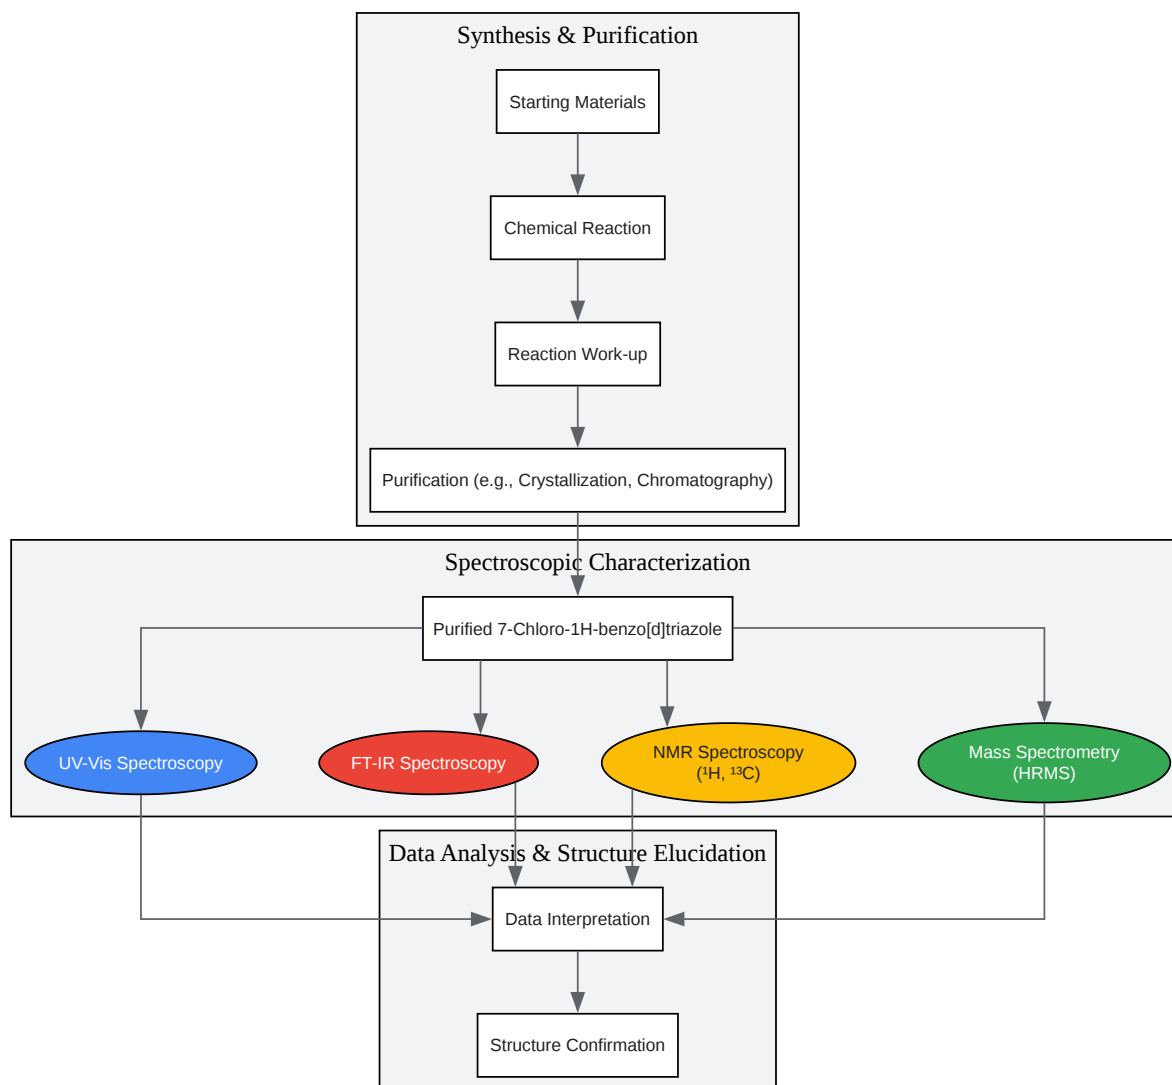 Synthesis & Purification
Starting Materials
Chemical Reaction
Reaction Work-up
Purification (e.g., Crystallization, Chromatography)
Spectroscopic Characterization
Purified 7-Chloro-1H-benzo[d]triazole
UV-Vis Spectroscopy
FT-IR Spectroscopy
NMR Spectroscopy
(¹H, ¹³C)
Mass Spectrometry
(HRMS)
Data Analysis & Structure Elucidation
Data Interpretation
Structure Confirmation